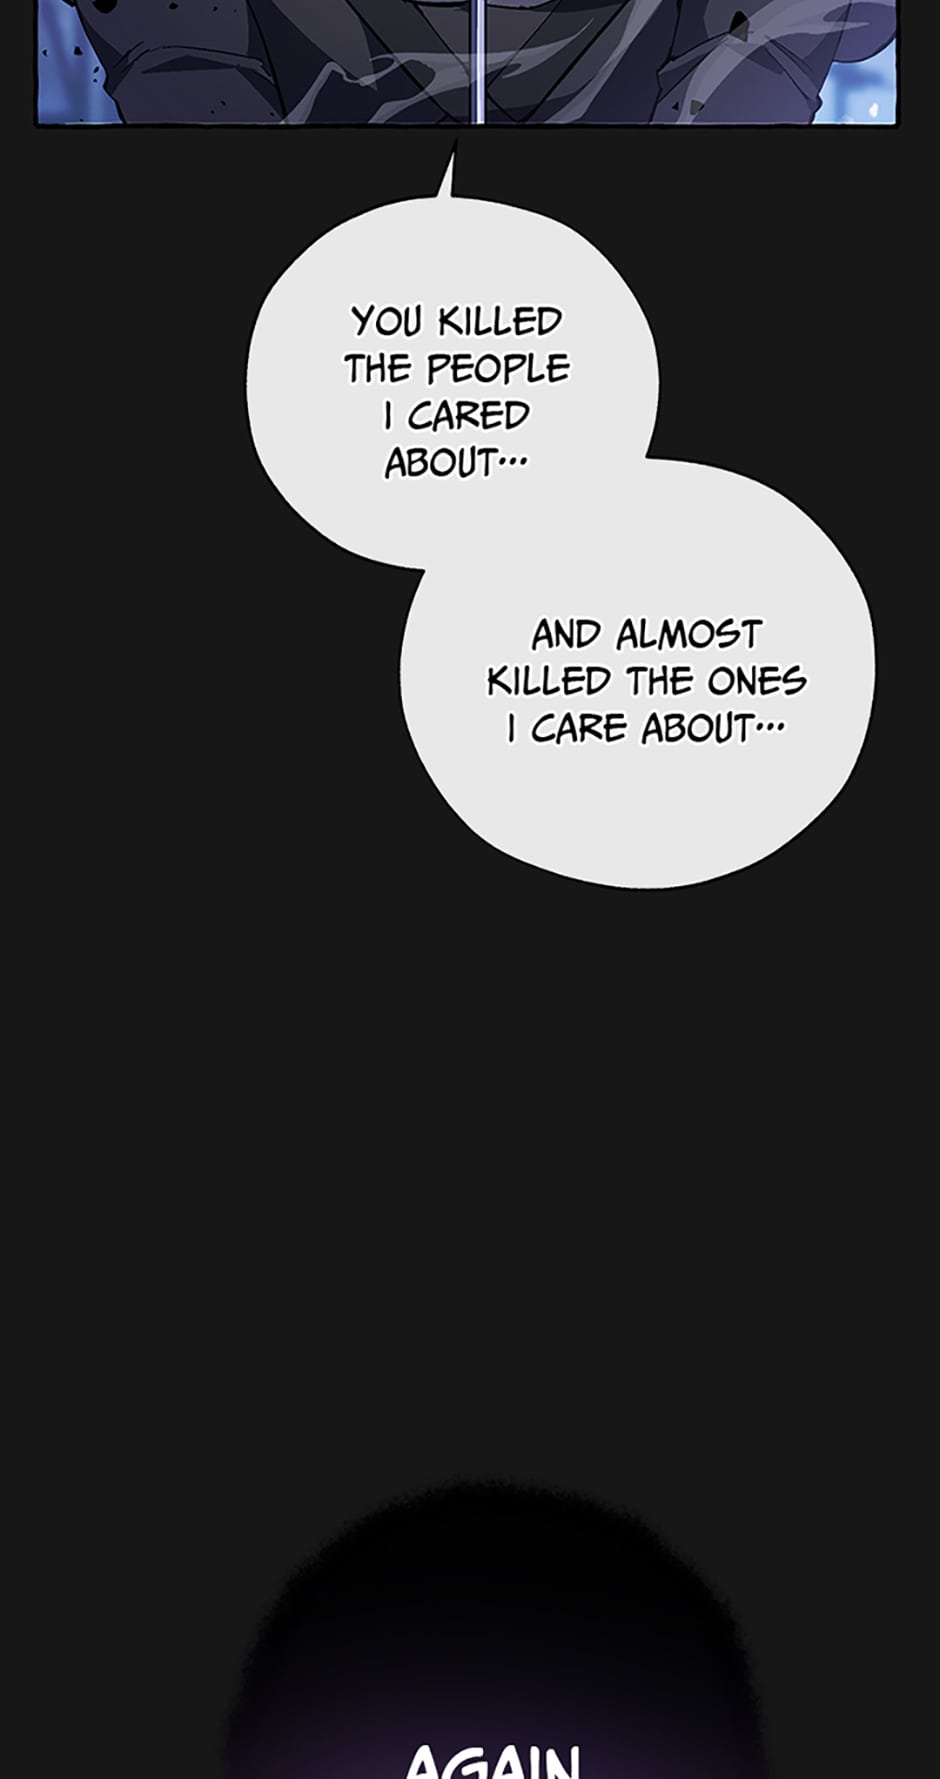 YOU KILLED
THE PEOPLE
I CARED
ABOUT...
AND ALMOST
KILLED THE ONES
I CARE ABOUT...
AGAIN